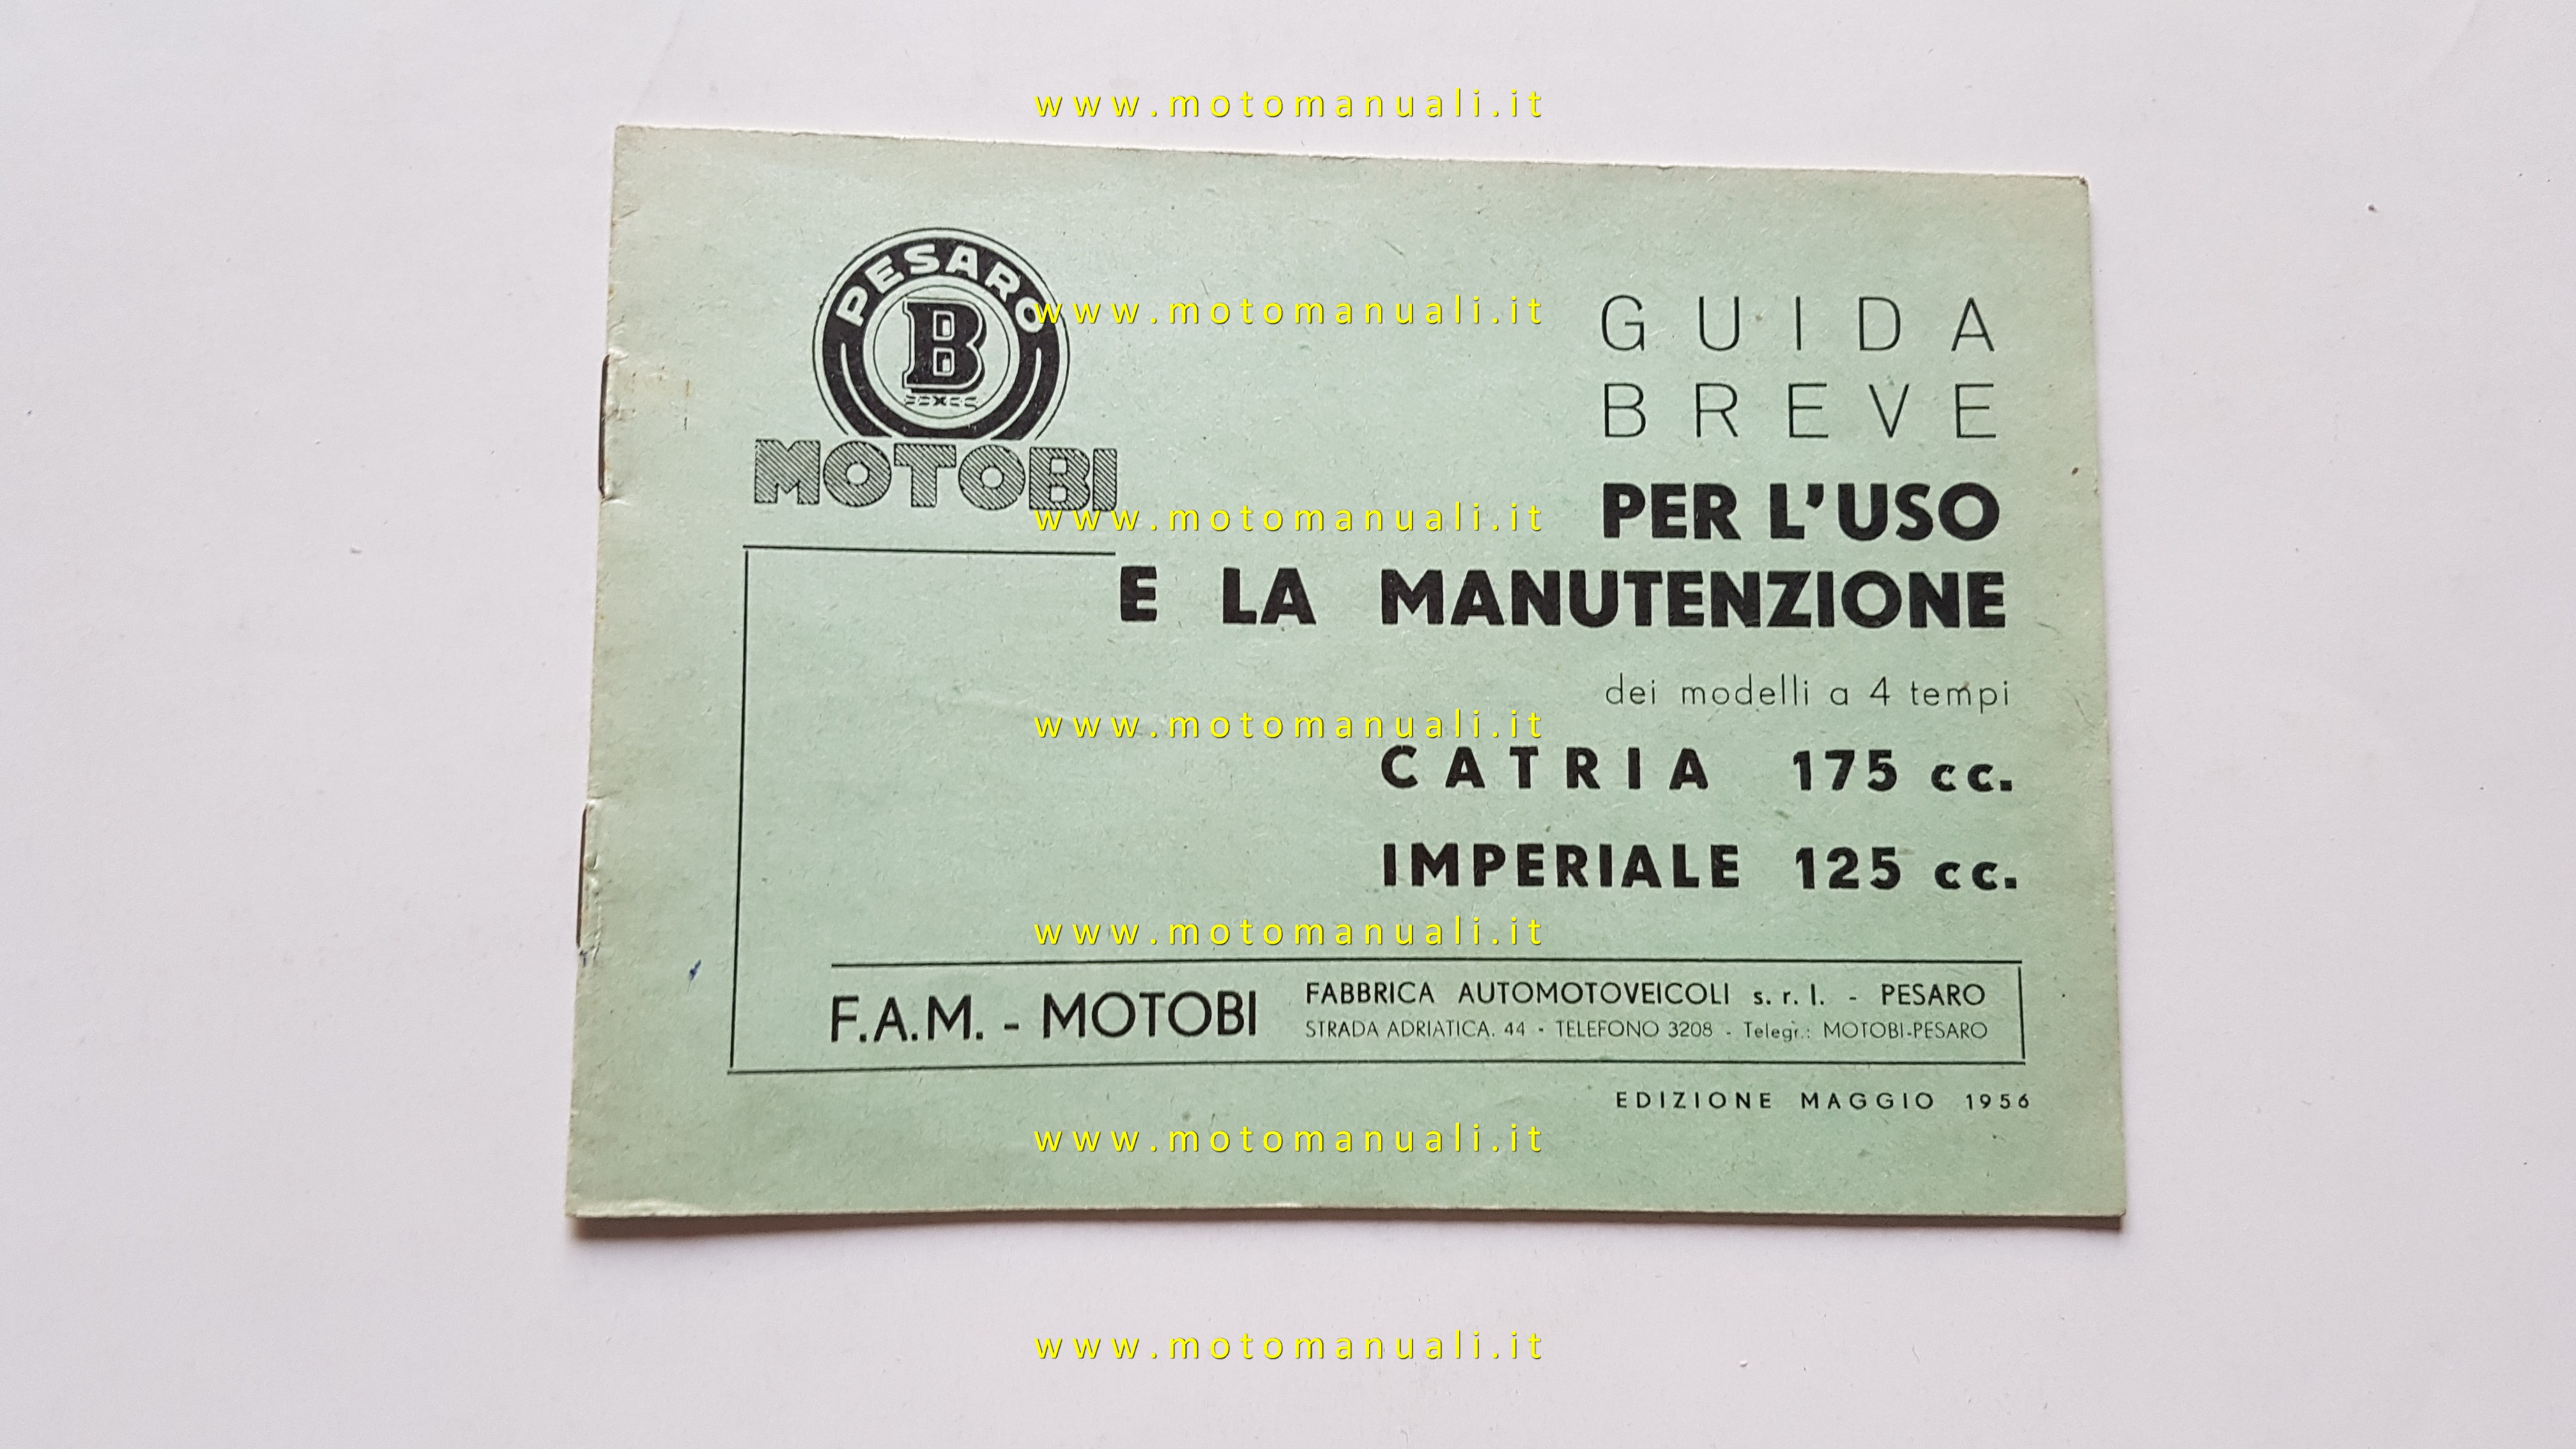 www.motomanuali.it
PESARO
B
MOTOBI
www.motomanuali.it
GUIDA
BREVE
www.motomanuali.it
PER L'USO
E LA MANUTENZIONE
dei modelli a 4 tempi
www.motomanuali.it
CATRIA 175 cc.
IMPERIALE 125 cc.
www.motomanuali.it
F.A.M. - MOTOBI
FABBRICA AUTOMOTOVEICOLI s. r. l. - PESARO
STRADA ADRIATICA. 44 - TELEFONO 3208 - Telegr.: MOTOBI-PESARO
EDIZIONE MAGGIO 1956
www.motomanuali.it
www.motomanuali.it